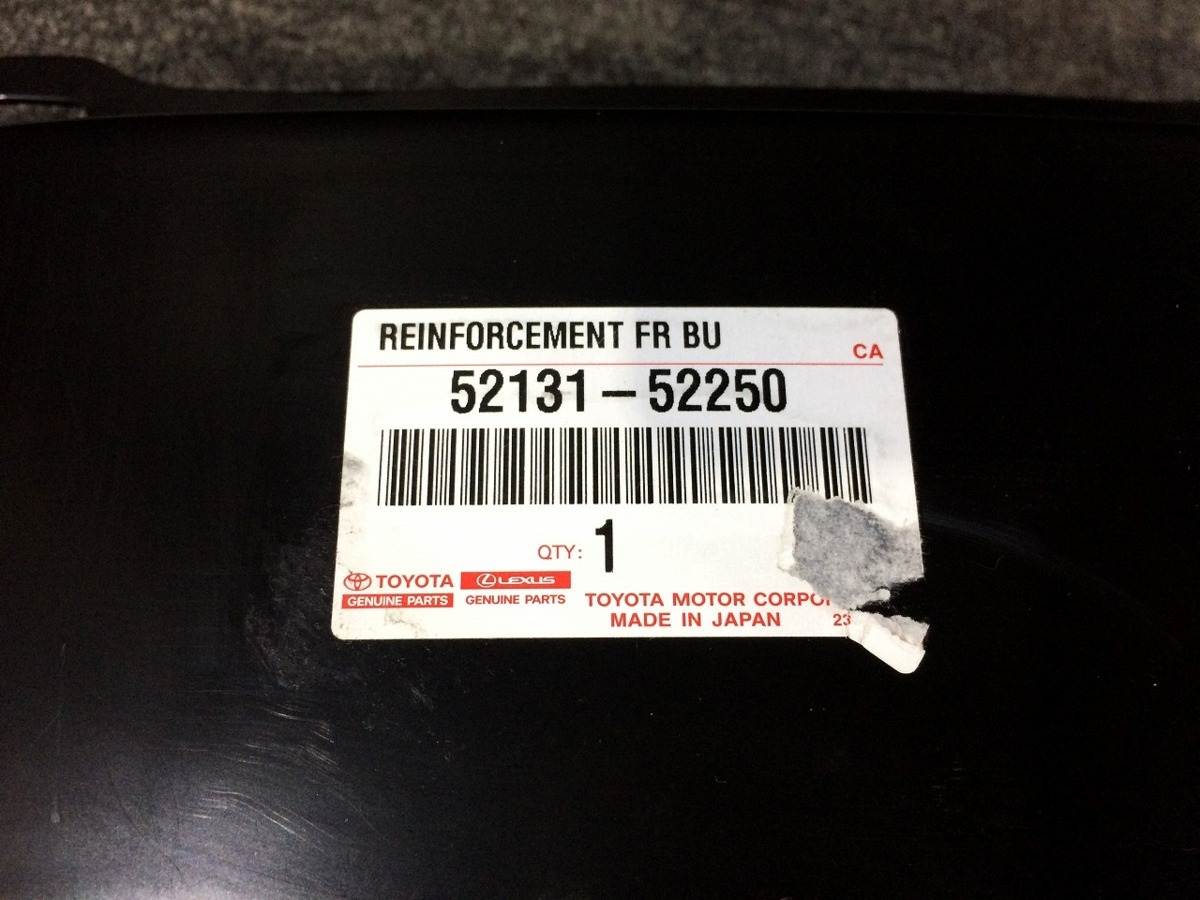 REINFORCEMENT FR BU
CA
52131-52250
QTY: 1
TOYOTA
GENUINE PARTS
LEXUS
GENUINE PARTS
TOYOTA MOTOR
MADE IN JAPAN
23